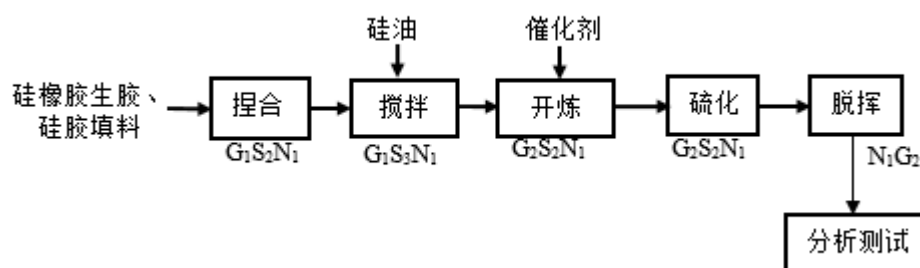 硅油
催化剂
硅橡胶生胶、
硅胶填料
捏合
搅拌
开炼
硫化
脱挥
G₁S₂N₁
G₁S₃N₁
G₂S₂N₁
G₂S₂N₁
N₁G₂
分析测试